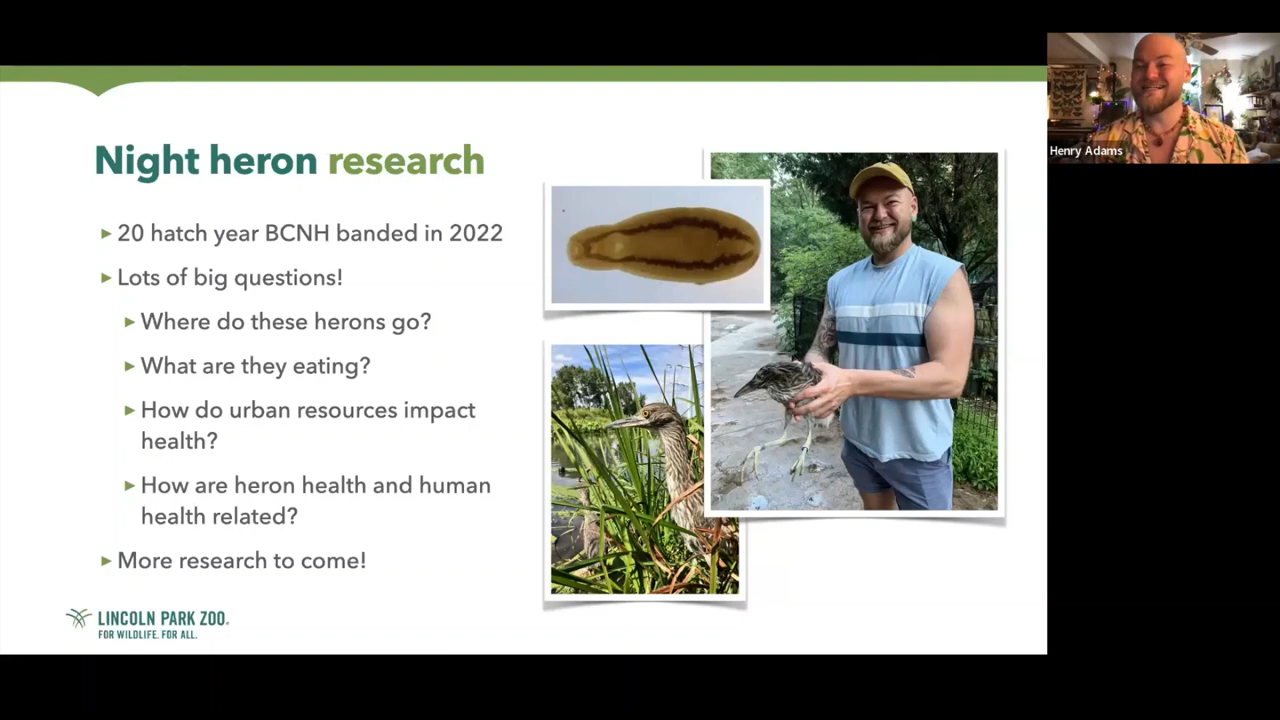 Night heron research
20 hatch year BCNH banded in 2022
Lots of big questions!
Where do these herons go?
What are they eating?
How do urban resources impact
health?
How are heron health and human
health related?
More research to come!
LINCOLN PARK ZOO.
FOR WILDLIFE. FOR ALL.
Henry Adams